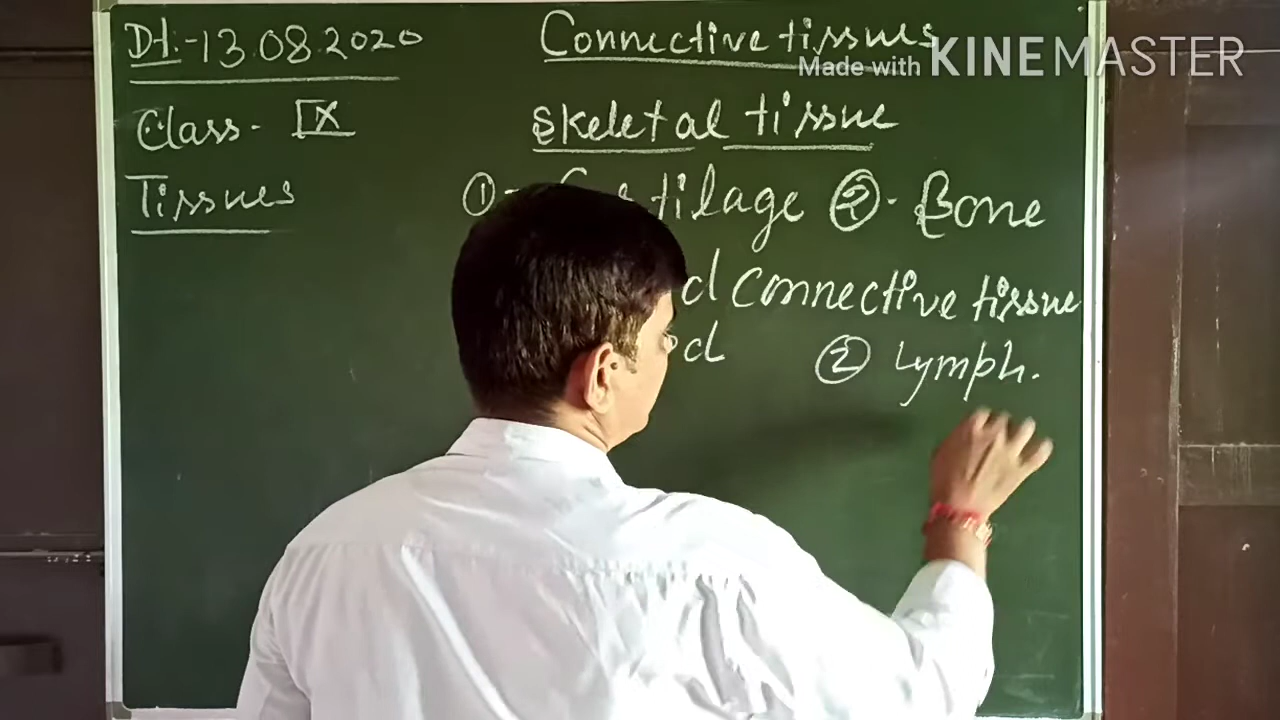 Dt.-13.08.2020
Connective tissues
Made with KINEMASTER
Class- IX
Skeletal tissue
Tissues
① - Cartilage ②. Bone
d connective tissue
d ② Lymph.